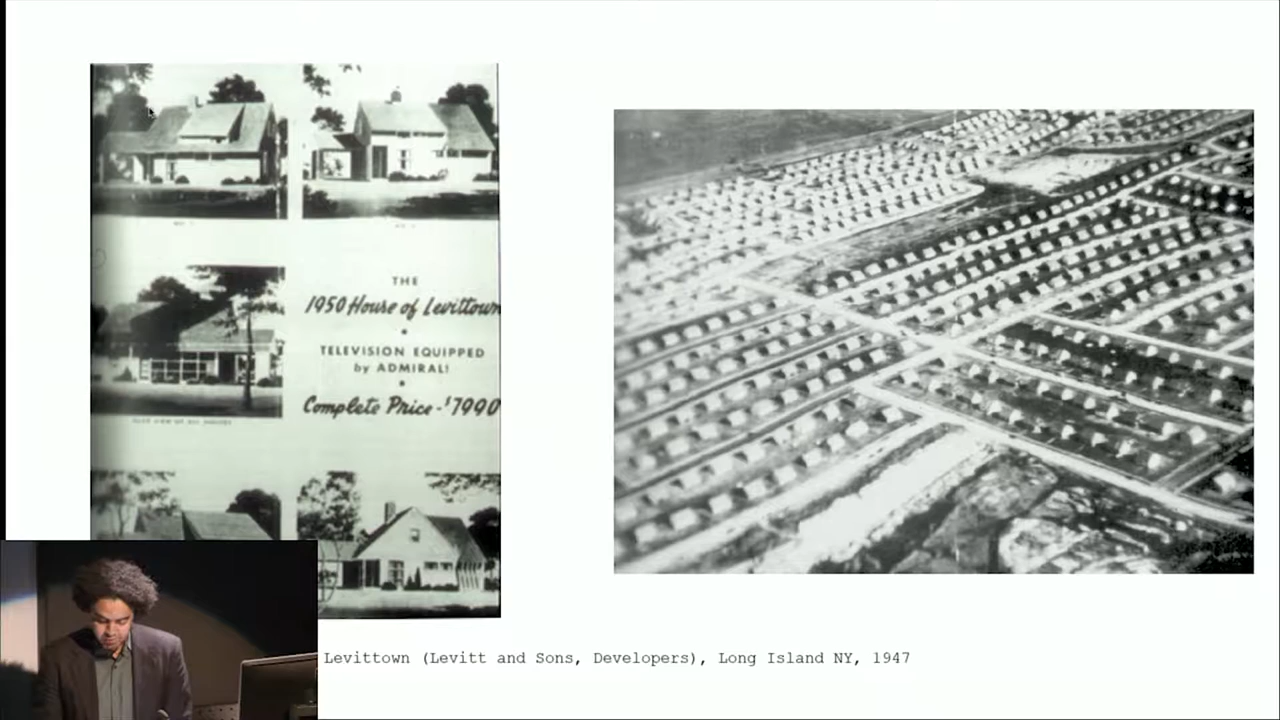 THE
1950 House of Levittown
TELEVISION EQUIPPED
by ADMIRAL!
Complete Price - $7990
Levittown (Levitt and Sons, Developers), Long Island NY, 1947